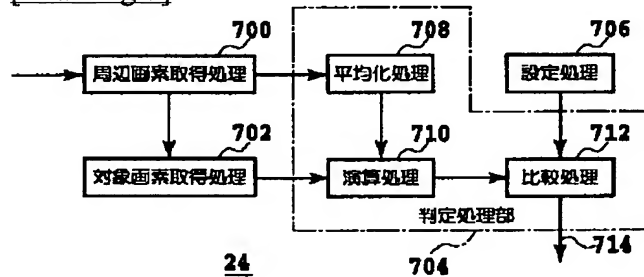 700
708
706
周辺画素取得処理
平均化処理
設定処理
702
710
712
対象画素取得処理
演算処理
比較処理
判定処理部
24
704
714